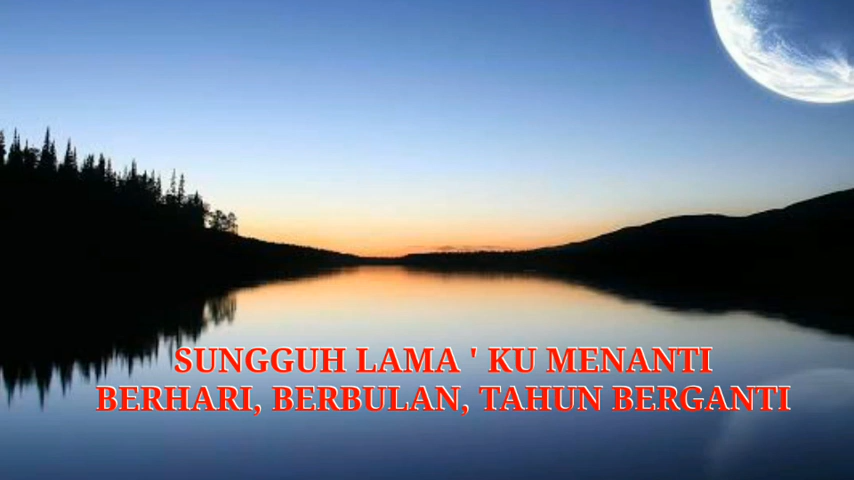 SUNGGUH LAMA ' KU MENANTI
BERHARI, BERBULAN, TAHUN BERGANTI